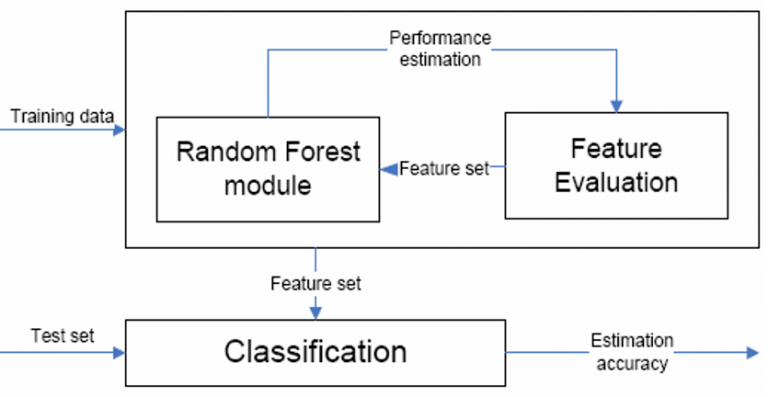 Performance
estimation
Training data
Random Forest
module
Feature set
Feature
Evaluation
Feature set
Test set
Classification
Estimation
accuracy